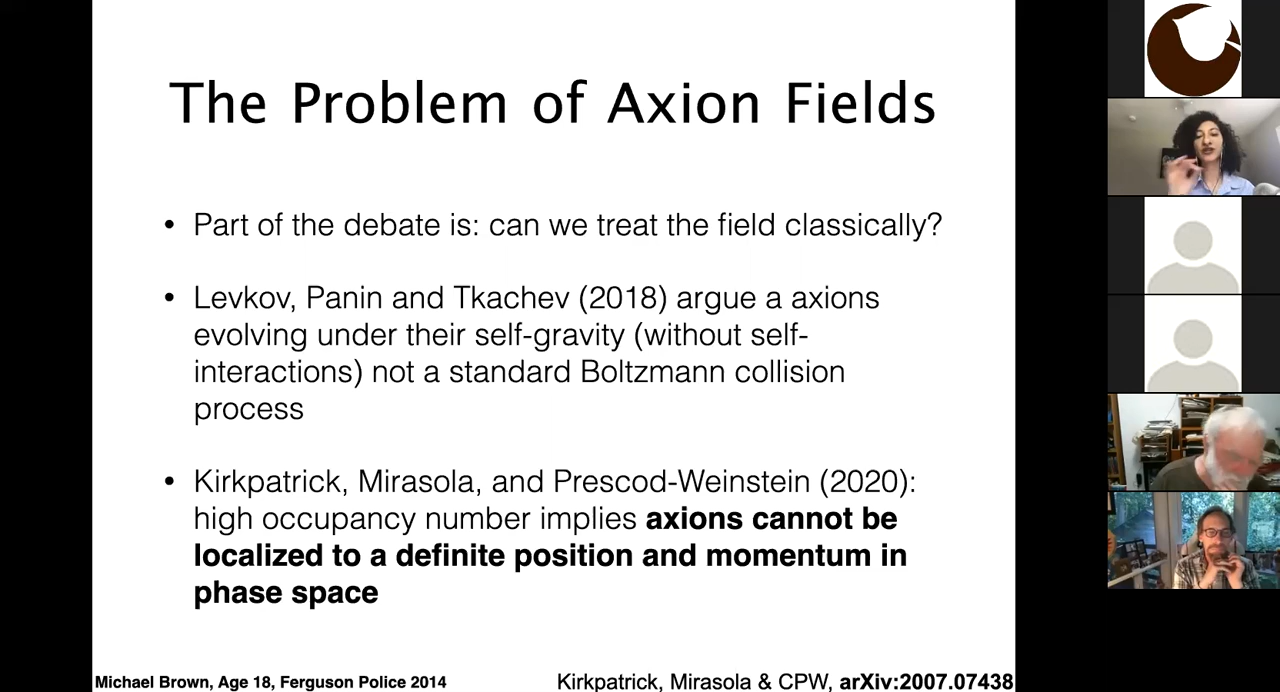 The Problem of Axion Fields
• Part of the debate is: can we treat the field classically?
• Levkov, Panin and Tkachev (2018) argue a axions
evolving under their self-gravity (without self-
interactions) not a standard Boltzmann collision
process
• Kirkpatrick, Mirasola, and Prescod-Weinstein (2020):
high occupancy number implies axions cannot be
localized to a definite position and momentum in
phase space
Michael Brown, Age 18, Ferguson Police 2014
Kirkpatrick, Mirasola & CPW, arXiv:2007.07438